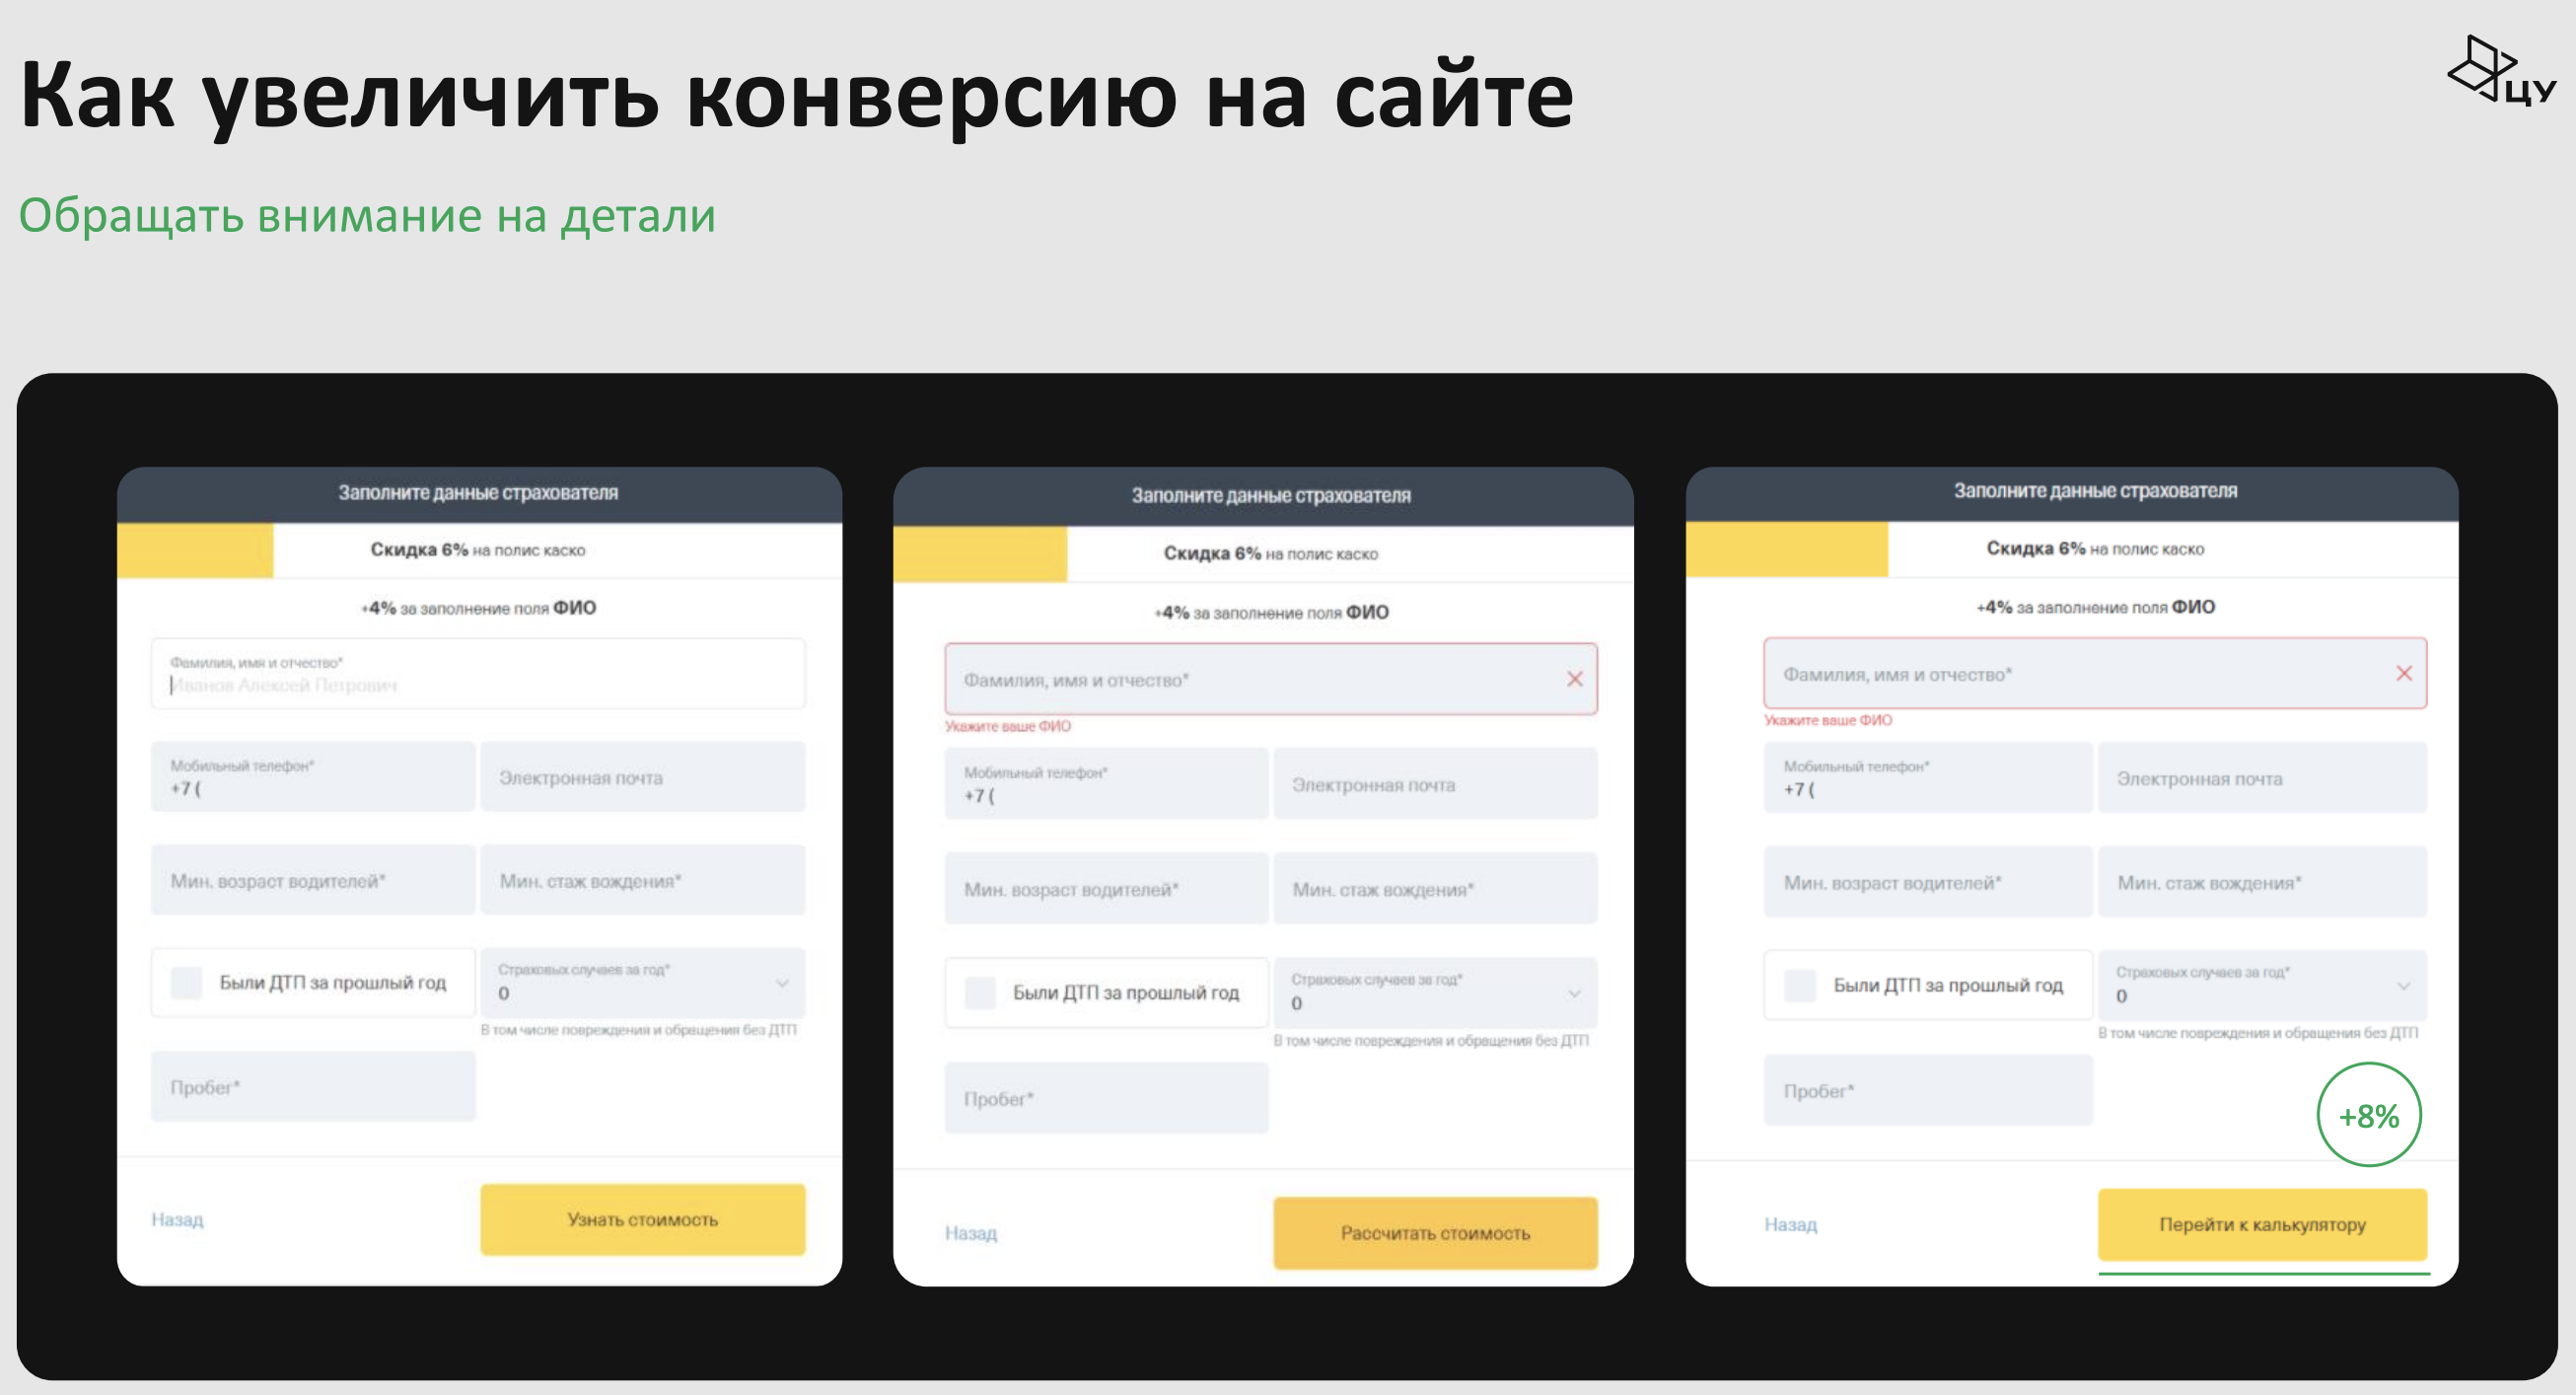 Как увеличить конверсию на сайте
ЦУ
Обращать внимание на детали
Заполните данные страхователя
Скидка 6% на полис каско
+4% за заполнение поля ФИО
Фамилия, имя и отчество*
Иванов Алексей Петрович
Мобильный телефон*
+7 (
Электронная почта
Мин. возраст водителей*
Мин. стаж вождения*
Были ДТП за прошлый год
Страховых случаев за год*
0
В том числе повреждения и обращения без ДТП
Пробег*
Назад
Узнать стоимость
Заполните данные страхователя
Скидка 6% на полис каско
+4% за заполнение поля ФИО
Фамилия, имя и отчество*
Укажите ваше ФИО
Мобильный телефон*
+7 (
Электронная почта
Мин. возраст водителей*
Мин. стаж вождения*
Были ДТП за прошлый год
Страховых случаев за год*
0
В том числе повреждения и обращения без ДТП
Пробег*
Назад
Рассчитать стоимость
Заполните данные страхователя
Скидка 6% на полис каско
+4% за заполнение поля ФИО
Фамилия, имя и отчество*
Укажите ваше ФИО
Мобильный телефон*
+7 (
Электронная почта
Мин. возраст водителей*
Мин. стаж вождения*
Были ДТП за прошлый год
Страховых случаев за год*
0
В том числе повреждения и обращения без ДТП
Пробег*
+8%
Назад
Перейти к калькулятору